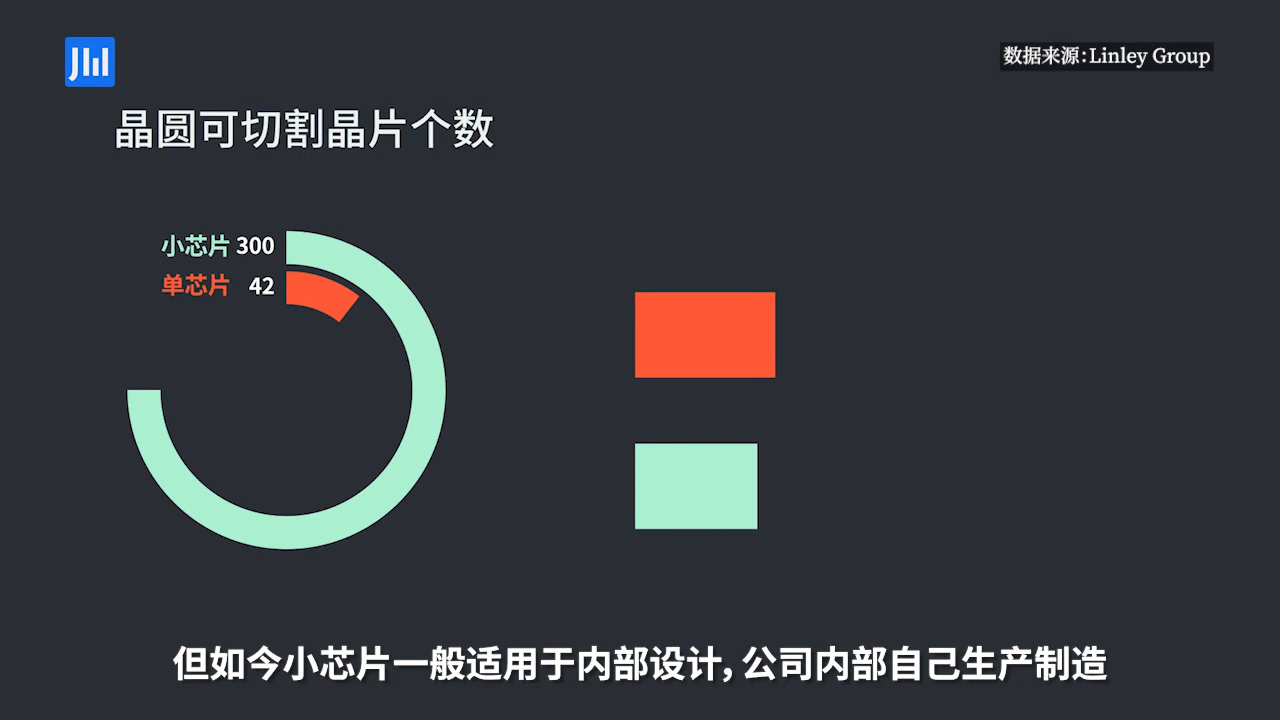 数据来源:Linley Group
晶圆可切割晶片个数
小芯片 300
单芯片 42
但如今小芯片一般适用于内部设计,公司内部自己生产制造